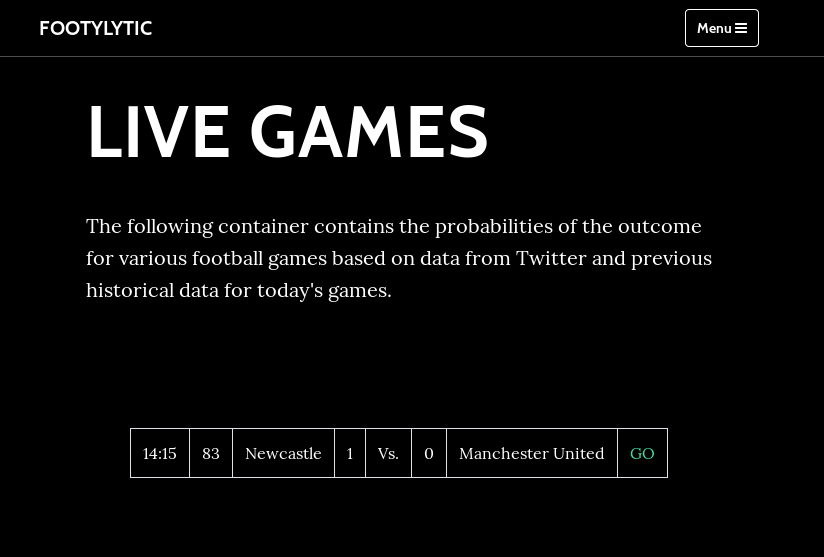 FOOTYLYTIC Menu
LIVE GAMES
The following container contains the probabilities of the outcome
for various football games based on data from Twitter and previous
historical data for today's games.
14:15 83 Newcastle 1 Vs. 0 Manchester United GO